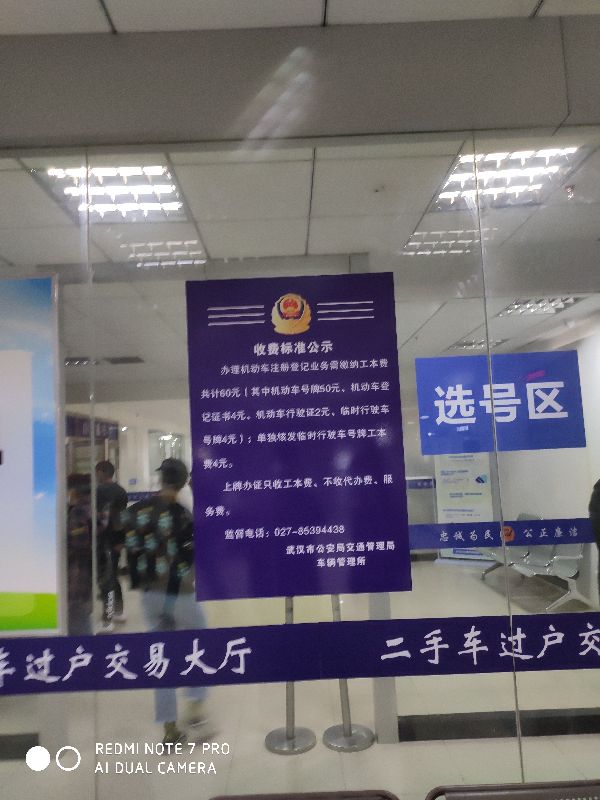 收费标准公示
办理机动车注册登记业务需缴纳工本费
共计60元（其中机动车号牌50元、机动车登
记证书4元、机动车行驶证2元、临时行驶车
号牌4元）；单独核发临时行驶车号牌工本
费4元。
上牌办证只收工本费、不收代办费、服
务费。
监督电话：027-85394438
武汉市公安局交通管理局
车辆管理所
选号区
忠诚为民 公正廉洁
车过户交易大厅
二手车过户交
REDMI NOTE 7 PRO
AI DUAL CAMERA